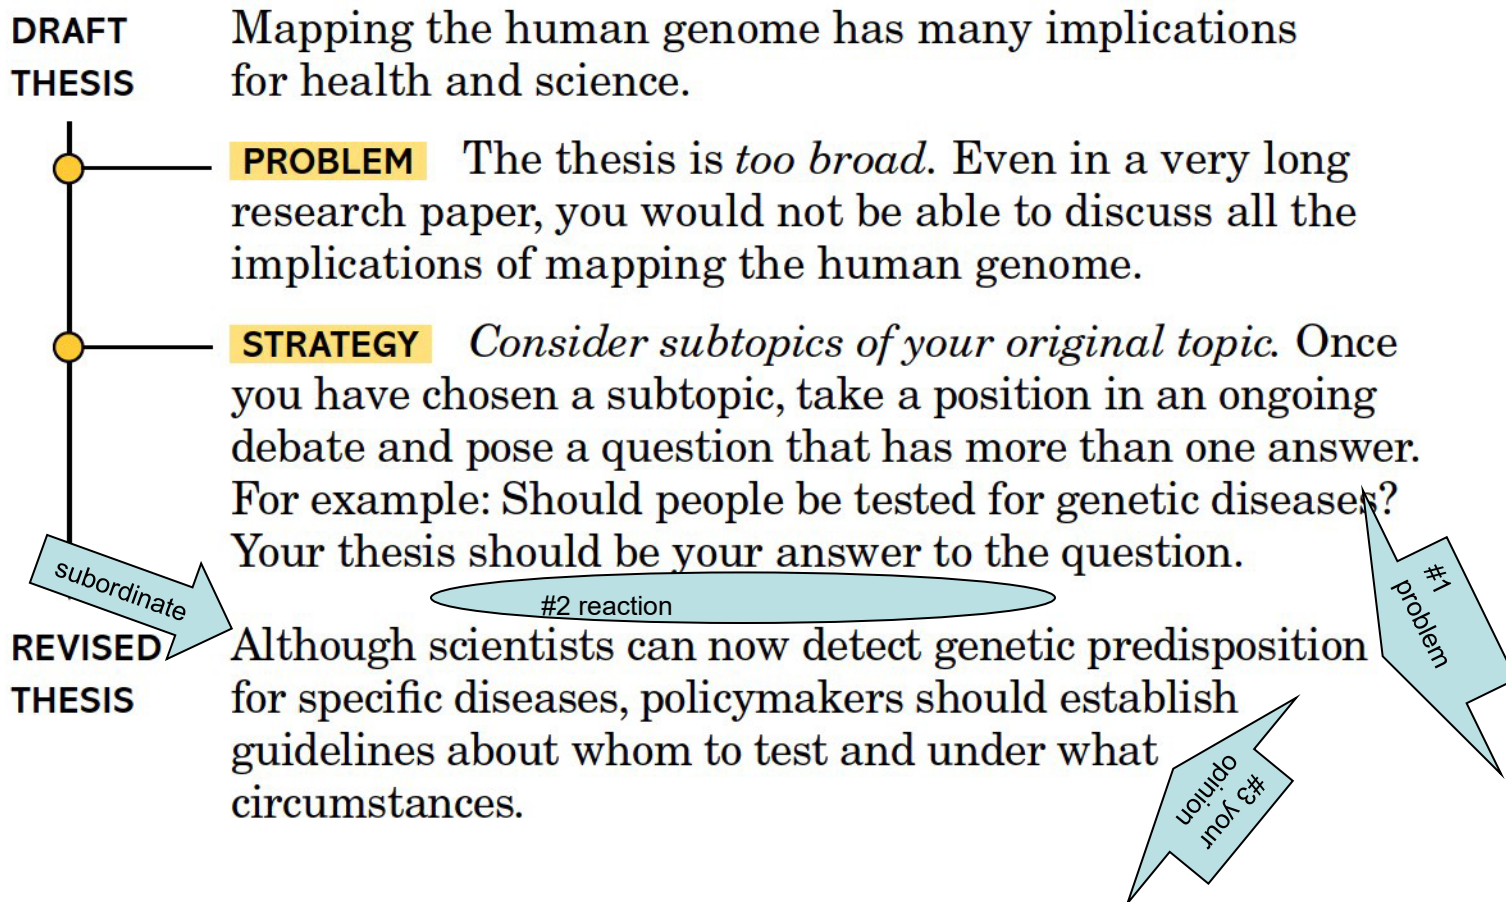 DRAFT THESIS
Mapping the human genome has many implications
for health and science.
PROBLEM The thesis is too broad. Even in a very long
research paper, you would not be able to discuss all the
implications of mapping the human genome.
STRATEGY Consider subtopics of your original topic. Once
you have chosen a subtopic, take a position in an ongoing
debate and pose a question that has more than one answer.
For example: Should people be tested for genetic diseases?
Your thesis should be your answer to the question.
subordinate
#2 reaction
#1
problem
REVISED THESIS
Although scientists can now detect genetic predisposition
for specific diseases, policymakers should establish
guidelines about whom to test and under what
circumstances.
#3 your
opinion